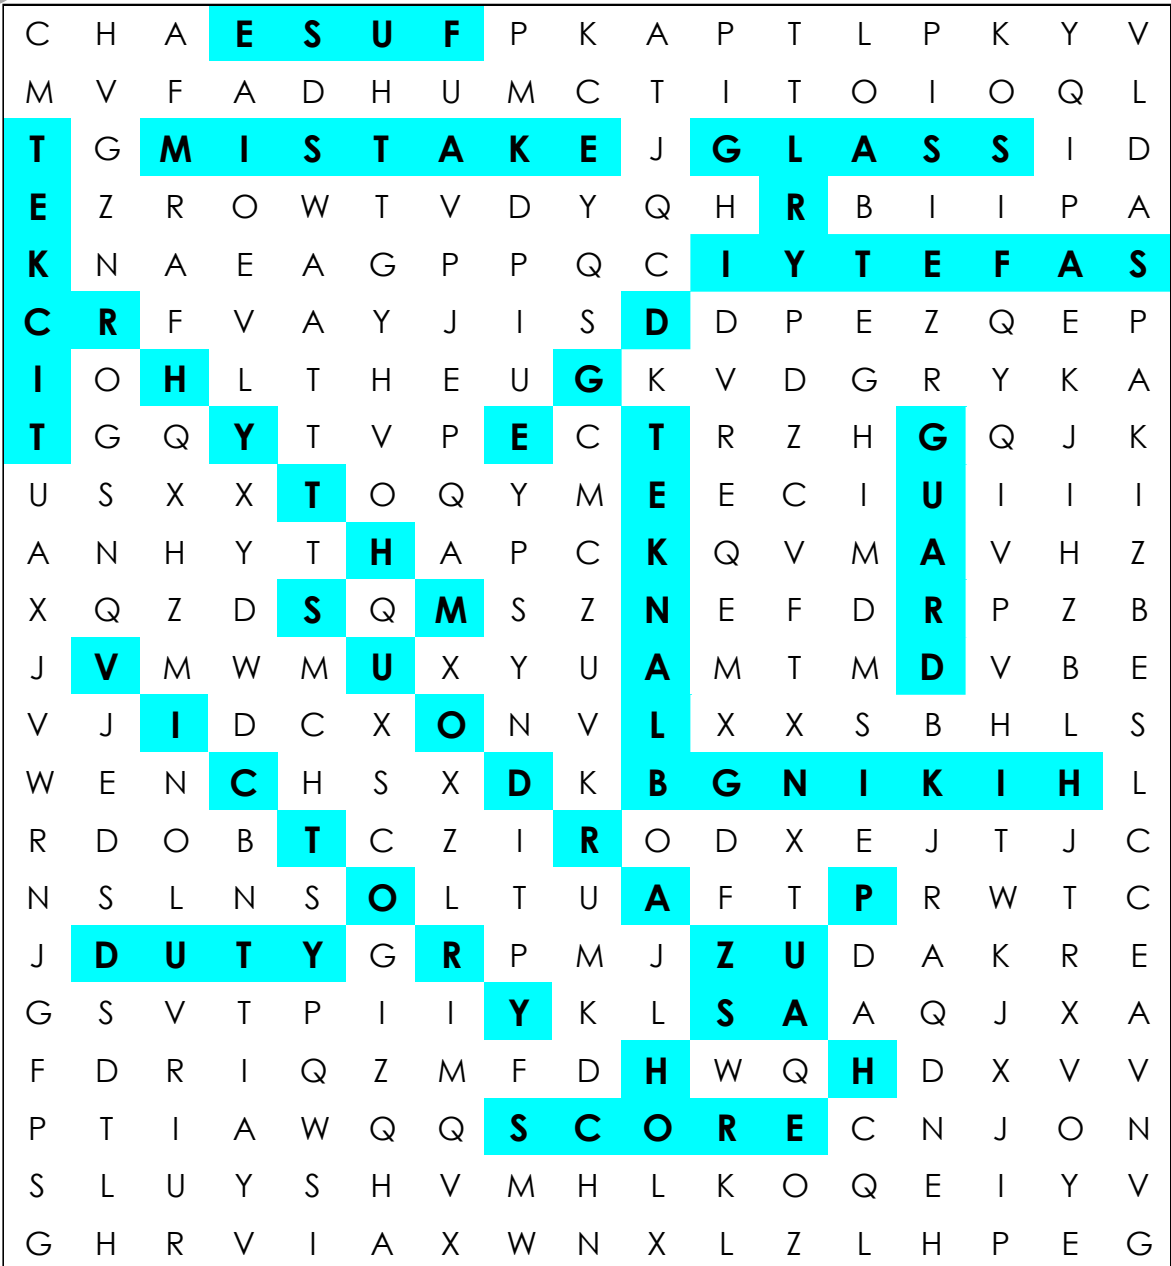 C H A E S U F P K A P T L P K Y V
M V F A D H U M C T I T O I O Q L
T G M I S T A K E J G L A S S I D
E Z R O W T V D Y Q H R B I I P A
K N A E A G P P Q C I Y T E F A S
C R F V A Y J I S D D P E Z Q E P
I O H L T H E U G K V D G R Y K A
T G Q Y T V P E C T R Z H G Q J K
U S X X T O Q Y M E E C I U I I I
A N H Y T H A P C K Q V M A V H Z
X Q Z D S Q M S Z N E F D R P Z B
J V M W M U X Y U A M T M D V B E
V J I D C X O N V L X X S B H L S
W E N C H S X D K B G N I K I H L
R D O B T C Z I R O D X E J T J C
N S L N S O L T U A F T P R W T C
J D U T Y G R P M J Z U D A K R E
G S V T P I I Y K L S A A Q J X A
F D R I Q Z M F D H W Q H D X V V
P T I A W Q Q S C O R E C N J O N
S L U Y S H V M H L K O Q E I Y V
G H R V I A X W N X L Z L H P E G